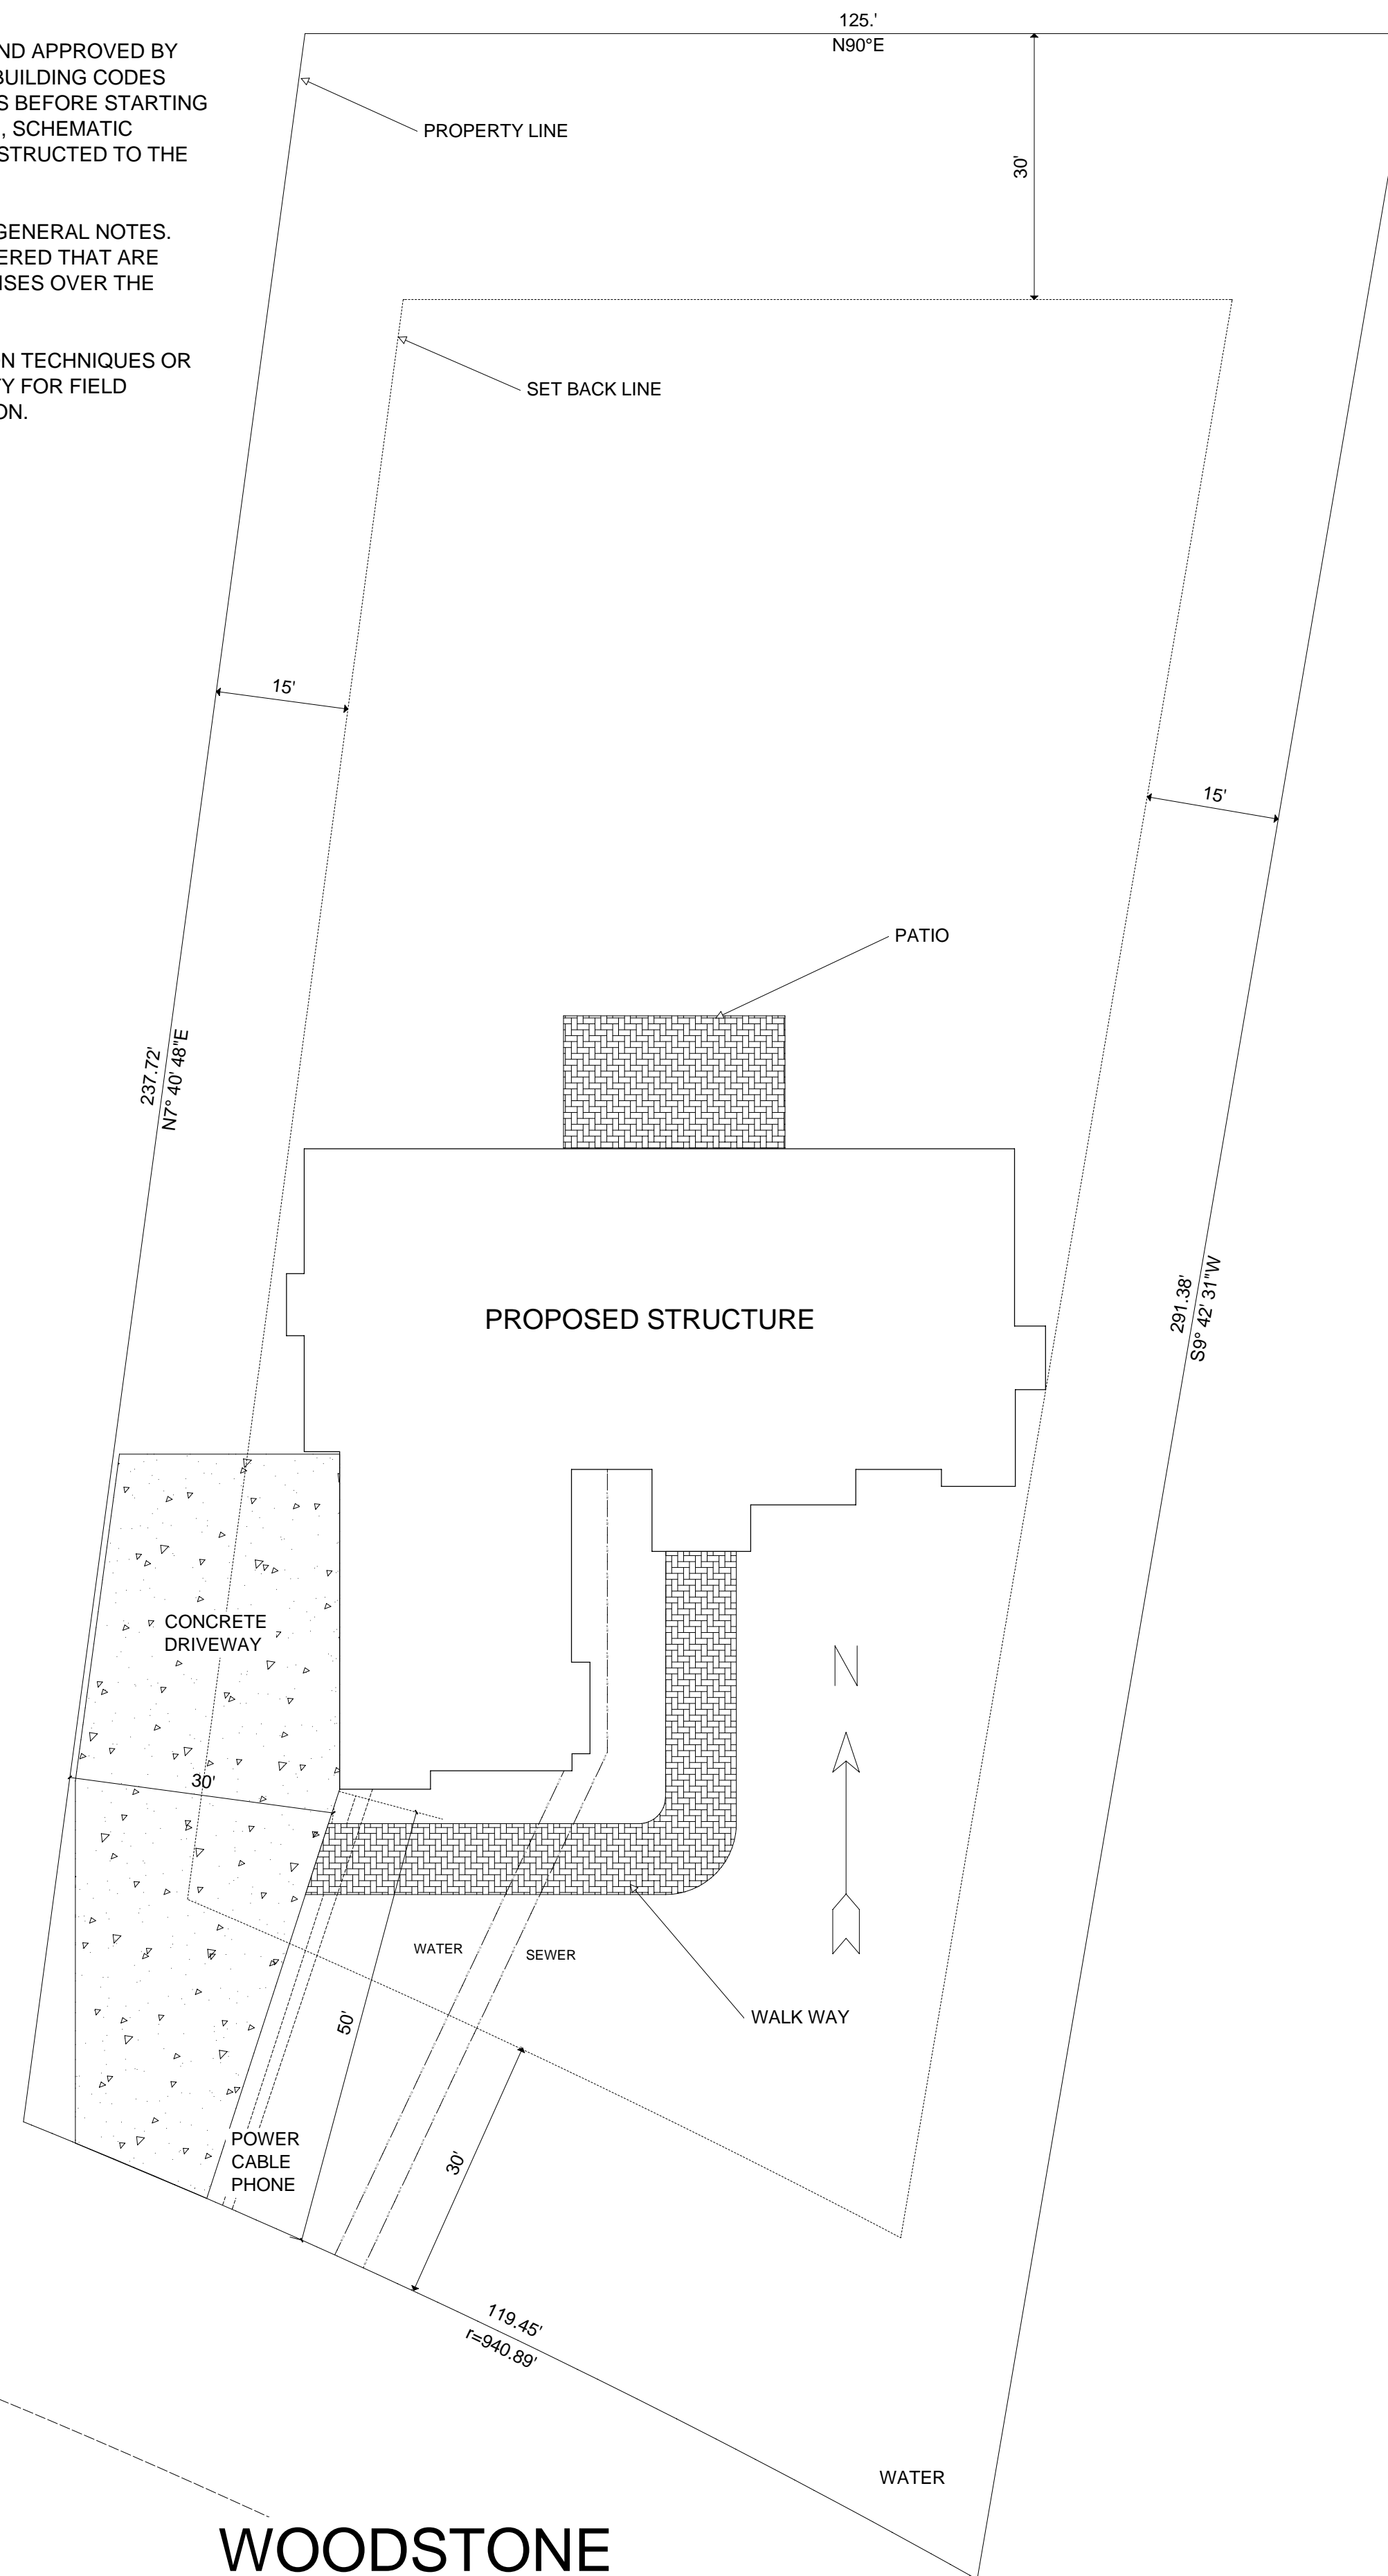 ND APPROVED BY
BUILDING CODES
S BEFORE STARTING
, SCHEMATIC
STRUCTED TO THE
GENERAL NOTES.
ERED THAT ARE
ISES OVER THE
N TECHNIQUES OR
Y FOR FIELD
ON.
125.'
N90°E
PROPERTY LINE
30'
SET BACK LINE
15'
15'
PATIO
237.72'
N7° 40' 48"E
PROPOSED STRUCTURE
291.38'
S9° 42' 31"W
CONCRETE
DRIVEWAY
N
30'
WATER
SEWER
WALK WAY
50'
POWER
CABLE
PHONE
30'
119.45'
r=940.89'
WATER
WOODSTONE